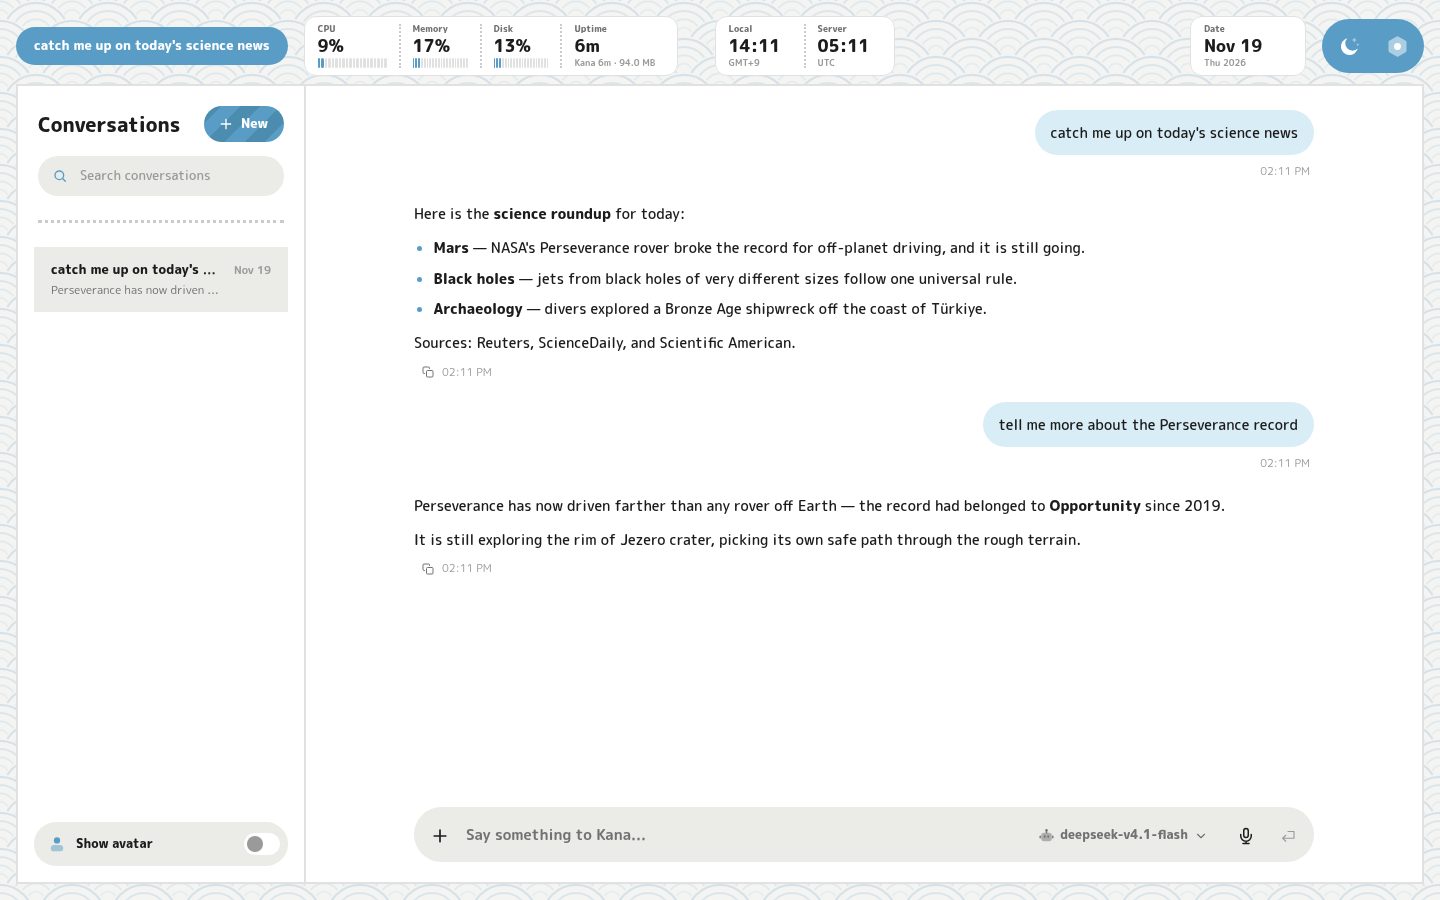 catch me up on today's science news
CPU
9%
Memory
17%
Disk
13%
Uptime
6m
Kana 6m · 94.0 MB
Local
14:11
GMT+9
Server
05:11
UTC
Date
Nov 19
Thu 2026
Conversations
New
Search conversations
catch me up on today's ... Nov 19
Perseverance has now driven ...
Show avatar
catch me up on today's science news
02:11 PM
Here is the science roundup for today:
Mars — NASA's Perseverance rover broke the record for off-planet driving, and it is still going.
Black holes — jets from black holes of very different sizes follow one universal rule.
Archaeology — divers explored a Bronze Age shipwreck off the coast of Türkiye.
Sources: Reuters, ScienceDaily, and Scientific American.
02:11 PM
tell me more about the Perseverance record
02:11 PM
Perseverance has now driven farther than any rover off Earth — the record had belonged to Opportunity since 2019.
It is still exploring the rim of Jezero crater, picking its own safe path through the rough terrain.
02:11 PM
Say something to Kana...
deepseek-v4.1-flash